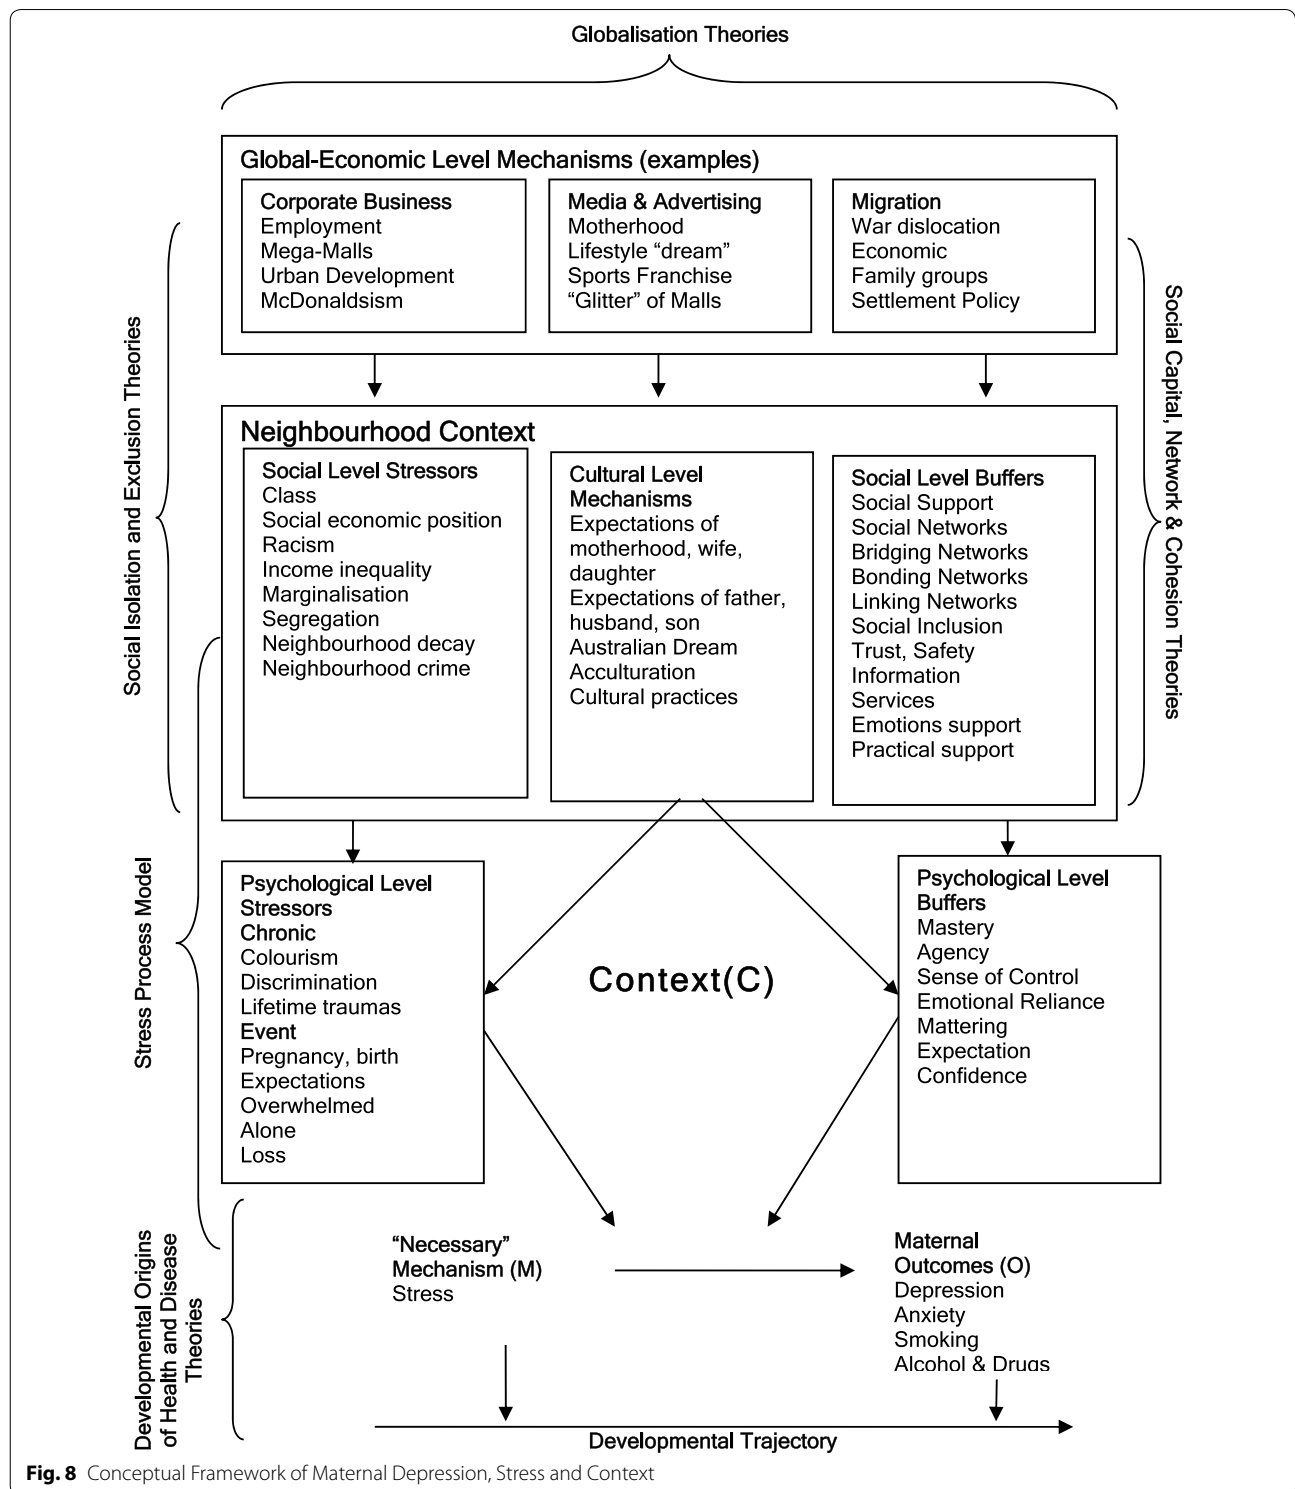 Globalisation Theories
Global-Economic Level Mechanisms (examples)
Corporate Business
Employment
Mega-Malls
Urban Development
McDonaldsism
Media & Advertising
Motherhood
Lifestyle “dream”
Sports Franchise
“Glitter” of Malls
Migration
War dislocation
Economic
Family groups
Settlement Policy
Social Isolation and Exclusion Theories
Social Capital, Network & Cohesion Theories
Neighbourhood Context
Social Level Stressors
Class
Social economic position
Racism
Income inequality
Marginalisation
Segregation
Neighbourhood decay
Neighbourhood crime
Cultural Level
Mechanisms
Expectations of
motherhood, wife,
daughter
Expectations of father,
husband, son
Australian Dream
Acculturation
Cultural practices
Social Level Buffers
Social Support
Social Networks
Bridging Networks
Bonding Networks
Linking Networks
Social Inclusion
Trust, Safety
Information
Services
Emotions support
Practical support
Stress Process Model
Psychological Level
Stressors
Chronic
Colourism
Discrimination
Lifetime traumas
Event
Pregnancy, birth
Expectations
Overwhelmed
Alone
Loss
Context(C)
Psychological Level
Buffers
Mastery
Agency
Sense of Control
Emotional Reliance
Mattering
Expectation
Confidence
Developmental Origins
of Health and Disease
Theories
“Necessary”
Mechanism (M)
Stress
Maternal
Outcomes (O)
Depression
Anxiety
Smoking
Alcohol & Drugs
Developmental Trajectory
Fig. 8 Conceptual Framework of Maternal Depression, Stress and Context